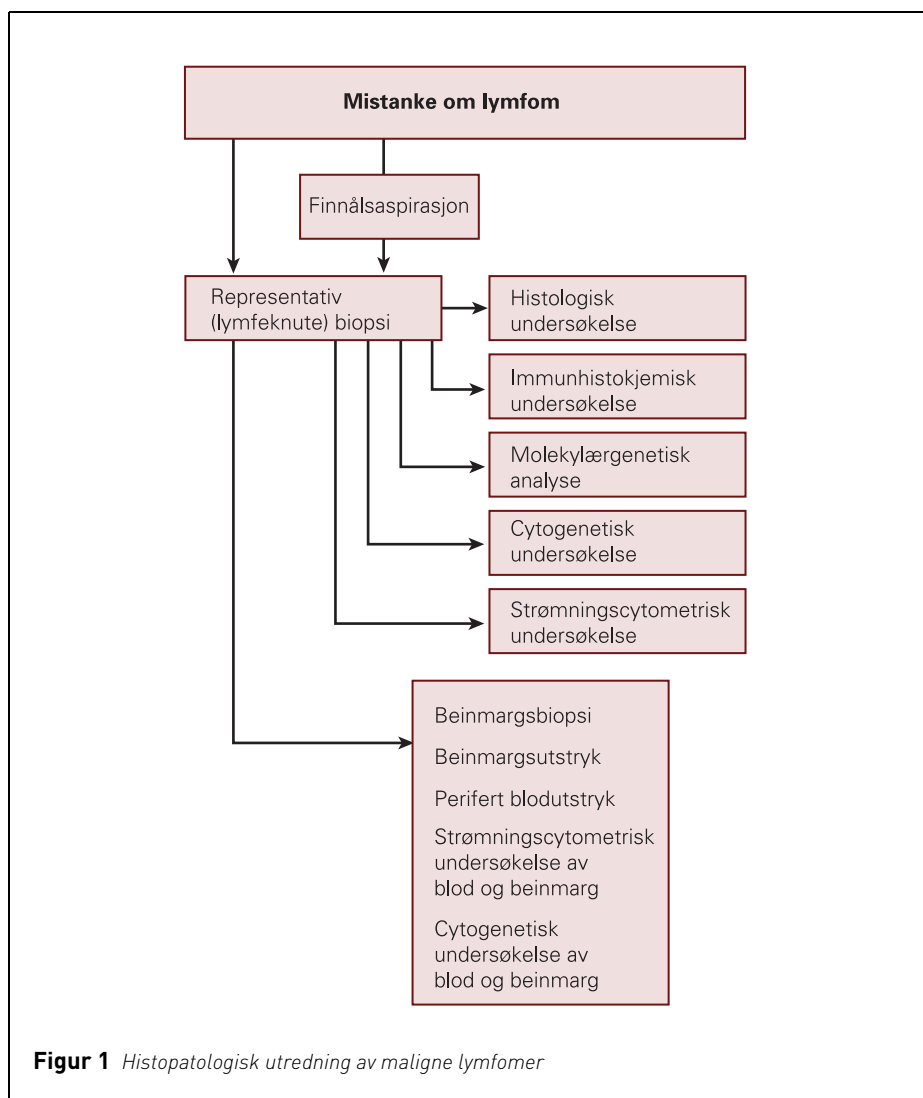 Mistanke om lymfom
Finnålsaspirasjon
Representativ
(lymfeknute) biopsi
Histologisk
undersøkelse
Immunhistokjemisk
undersøkelse
Molekylærgenetisk
analyse
Cytogenetisk
undersøkelse
Strømningscytometrisk
undersøkelse
Beinmargsbiopsi
Beinmargsutstryk
Perifert blodutstryk
Strømningscytometrisk
undersøkelse av
blod og beinmarg
Cytogenetisk
undersøkelse av
blod og beinmarg
Figur 1 Histopatologisk utredning av maligne lymfomer